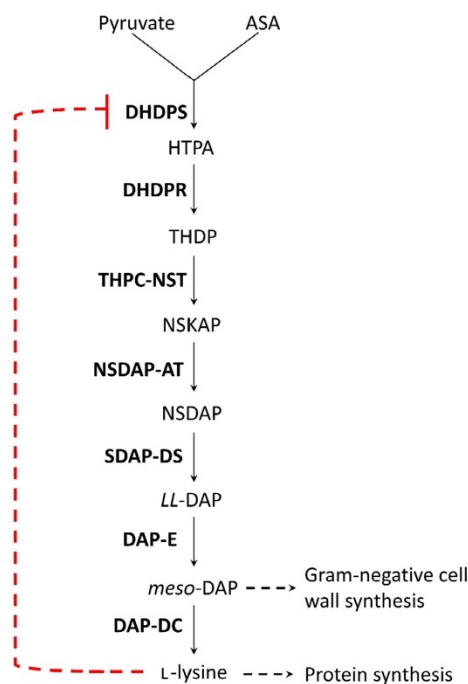 Pyruvate ASA
DHDPS
HTPA
DHDPR
THDP
THPC-NST
NSKAP
NSDAP-AT
NSDAP
SDAP-DS
LL-DAP
DAP-E
meso-DAP
Gram-negative cell
wall synthesis
DAP-DC
L-lysine
Protein synthesis